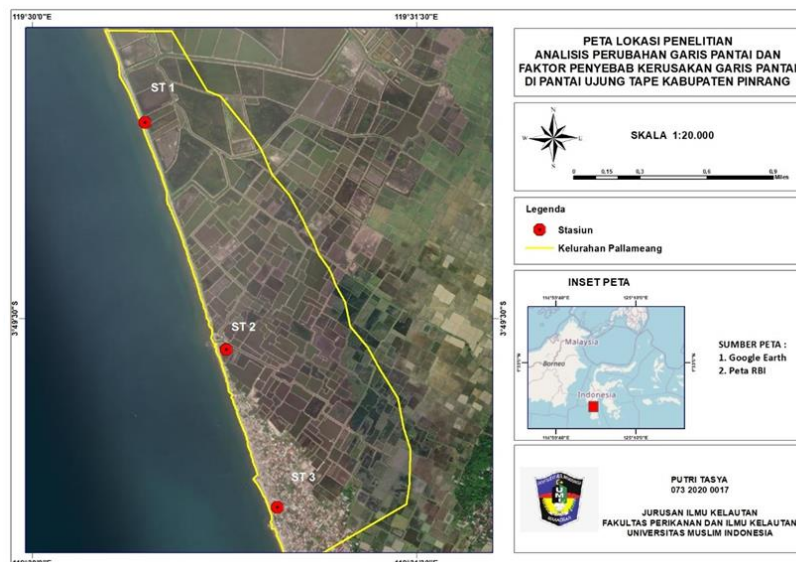 119°30'0"E
119°31'30"E
3°49'30"S
3°49'30"S
ST 1
ST 2
ST 3
119°31'30"E
PETA LOKASI PENELITIAN
ANALISIS PERUBAHAN GARIS PANTAI DAN
FAKTOR PENYEBAB KERUSAKAN GARIS PANTAI
DI PANTAI UJUNG TAPE KABUPATEN PINRANG
SKALA 1:20.000
0 0,15 0,3 0,6 0,9
Miles
Legenda
Stasiun
Kelurahan Pallameang
INSET PETA
Malaysia
Borneo
Indonesia
SUMBER PETA :
1. Google Earth
2. Peta RBI
PUTRI TASYA
073 2020 0017
JURUSAN ILMU KELAUTAN
FAKULTAS PERIKANAN DAN ILMU KELAUTAN
UNIVERSITAS MUSLIM INDONESIA